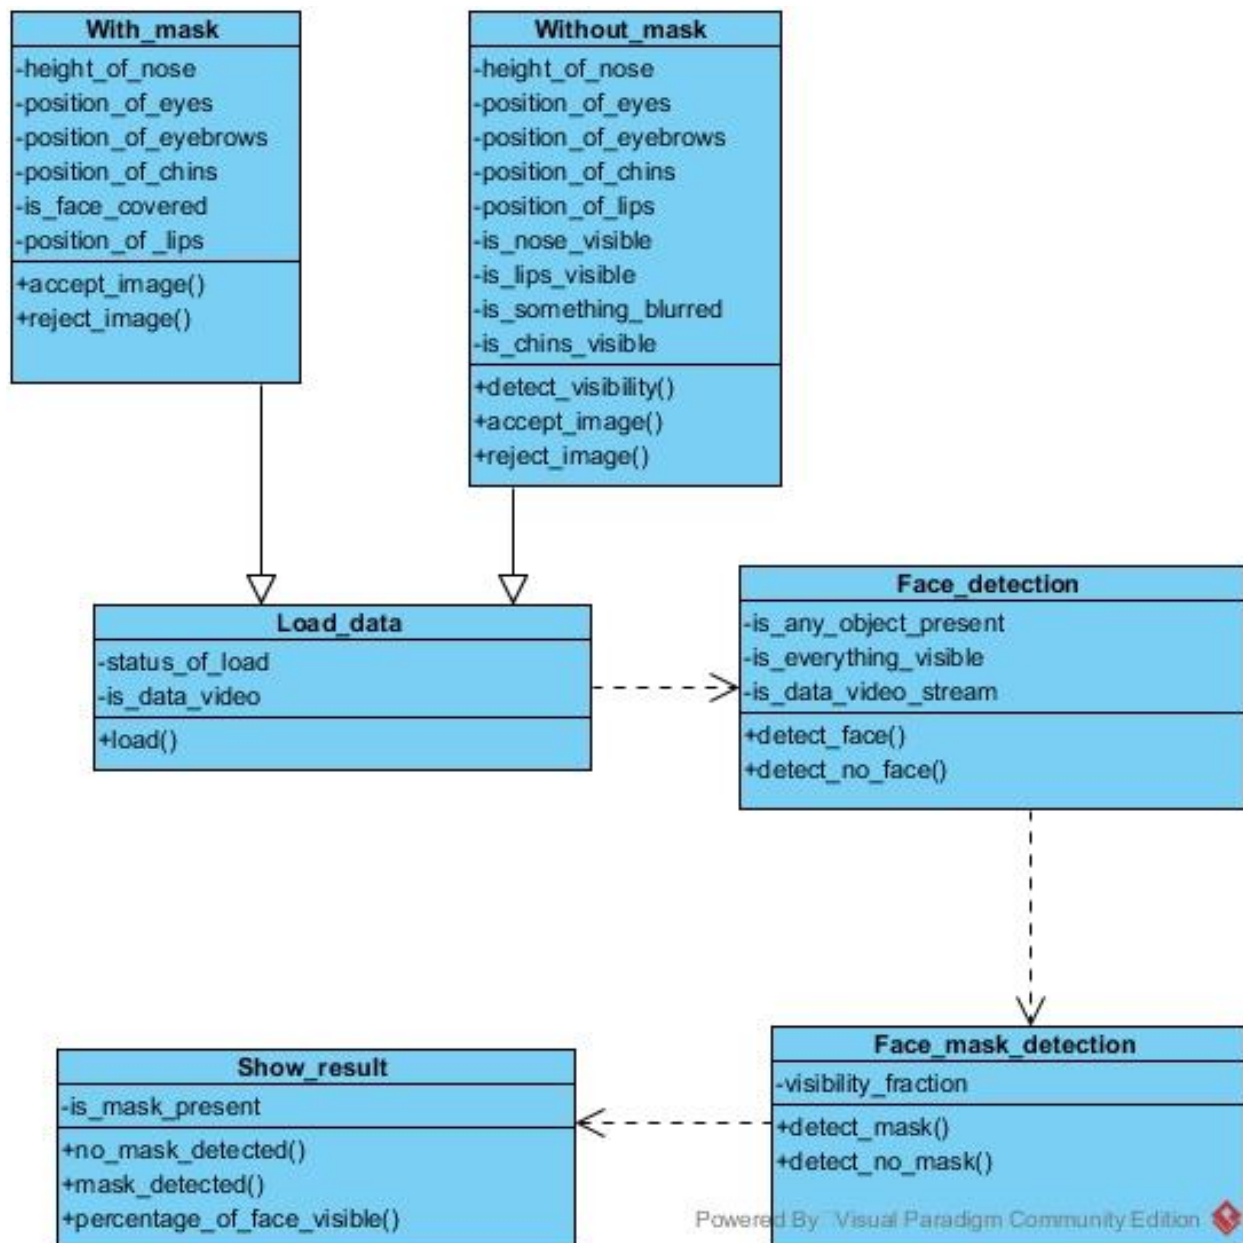 With_mask
-height_of_nose
-position_of_eyes
-position_of_eyebrows
-position_of_chins
-is_face_covered
-position_of _lips
+accept_image()
+reject_image()
Without_mask
-height_of_nose
-position_of_eyes
-position_of_eyebrows
-position_of_chins
-position_of_lips
-is_nose_visible
-is_lips_visible
-is_something_blurred
-is_chins_visible
+detect_visibility()
+accept_image()
+reject_image()
Load_data
-status_of_load
-is_data_video
+load()
Face_detection
-is_any_object_present
-is_everything_visible
-is_data_video_stream
+detect_face()
+detect_no_face()
Face_mask_detection
-visibility_fraction
+detect_mask()
+detect_no_mask()
Show_result
-is_mask_present
+no_mask_detected()
+mask_detected()
+percentage_of_face_visible()
Powered By Visual Paradigm Community Edition